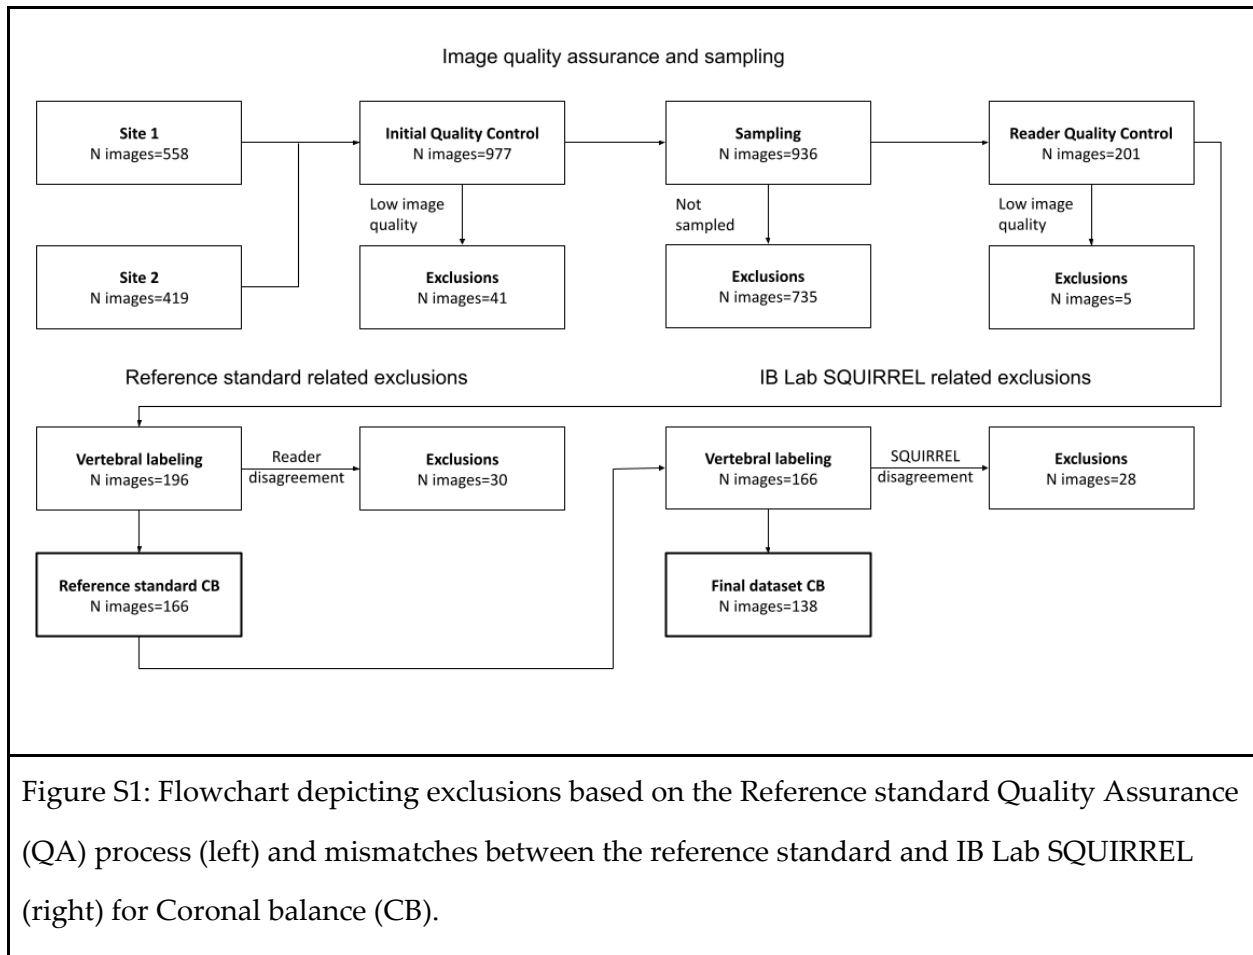 Image quality assurance and sampling
Site 1
N images=558
Initial Quality Control
N images=977
Sampling
N images=936
Reader Quality Control
N images=201
Low image
quality
Not
sampled
Low image
quality
Site 2
N images=419
Exclusions
N images=41
Exclusions
N images=735
Exclusions
N images=5
Reference standard related exclusions
IB Lab SQUIRREL related exclusions
Vertebral labeling
N images=196
Reader
disagreement
Exclusions
N images=30
Vertebral labeling
N images=166
SQUIRREL
disagreement
Exclusions
N images=28
Reference standard CB
N images=166
Final dataset CB
N images=138
Figure S1: Flowchart depicting exclusions based on the Reference standard Quality Assurance
(QA) process (left) and mismatches between the reference standard and IB Lab SQUIRREL
(right) for Coronal balance (CB).